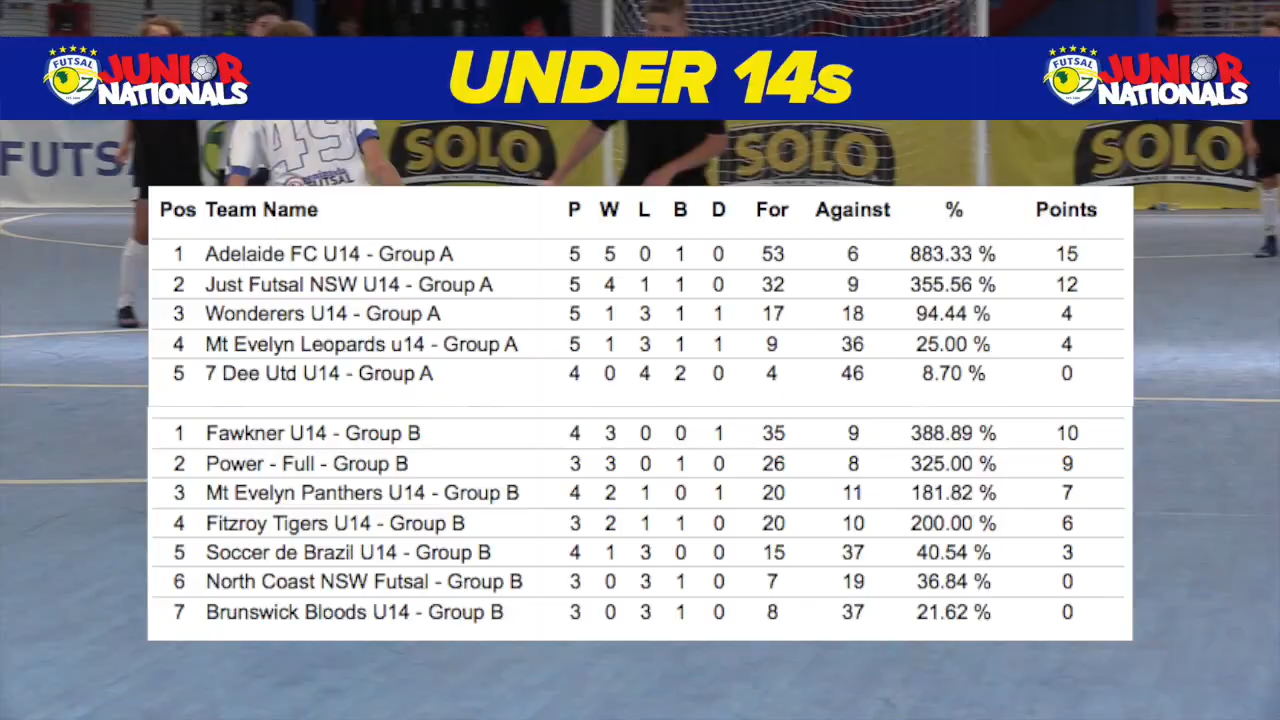 FUTSAL
OZ
JUNIOR
NATIONALS
UNDER 14s
FUTSAL
OZ
JUNIOR
NATIONALS
FUTS
49
FUTSAL
SOLO
SOLO
SOLO
Pos Team Name P W L B D For Against % Points
1 Adelaide FC U14 - Group A 5 5 0 1 0 53 6 883.33 % 15
2 Just Futsal NSW U14 - Group A 5 4 1 1 0 32 9 355.56 % 12
3 Wonderers U14 - Group A 5 1 3 1 1 17 18 94.44 % 4
4 Mt Evelyn Leopards u14 - Group A 5 1 3 1 1 9 36 25.00 % 4
5 7 Dee Utd U14 - Group A 4 0 4 2 0 4 46 8.70 % 0
1 Fawkner U14 - Group B 4 3 0 0 1 35 9 388.89 % 10
2 Power - Full - Group B 3 3 0 1 0 26 8 325.00 % 9
3 Mt Evelyn Panthers U14 - Group B 4 2 1 0 1 20 11 181.82 % 7
4 Fitzroy Tigers U14 - Group B 3 2 1 1 0 20 10 200.00 % 6
5 Soccer de Brazil U14 - Group B 4 1 3 0 0 15 37 40.54 % 3
6 North Coast NSW Futsal - Group B 3 0 3 1 0 7 19 36.84 % 0
7 Brunswick Bloods U14 - Group B 3 0 3 1 0 8 37 21.62 % 0